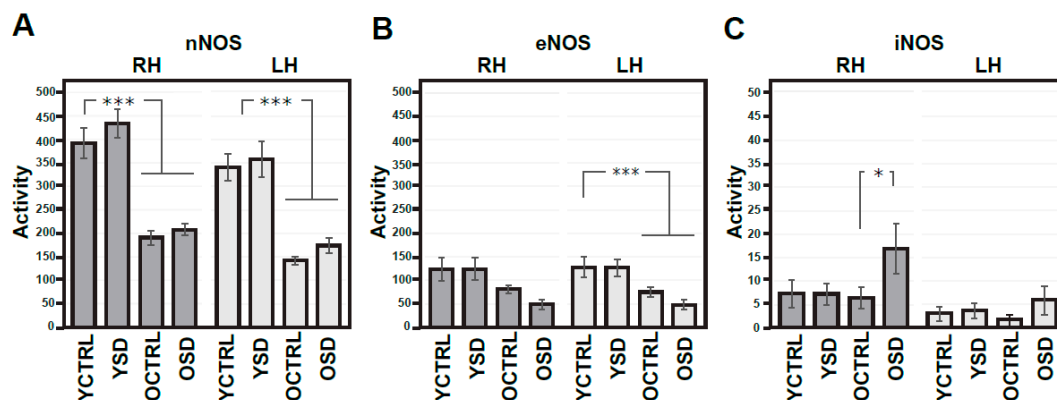 A
nNOS
RH LH
Activity
500
450
400
350
300
250
200
150
100
50
0
***
***
YCTRL YSD OCTRL OSD YCTRL YSD OCTRL OSD
B
eNOS
RH LH
Activity
500
450
400
350
300
250
200
150
100
50
0
***
YCTRL YSD OCTRL OSD YCTRL YSD OCTRL OSD
C
iNOS
RH LH
Activity
50
45
40
35
30
25
20
15
10
5
0
*
YCTRL YSD OCTRL OSD YCTRL YSD OCTRL OSD